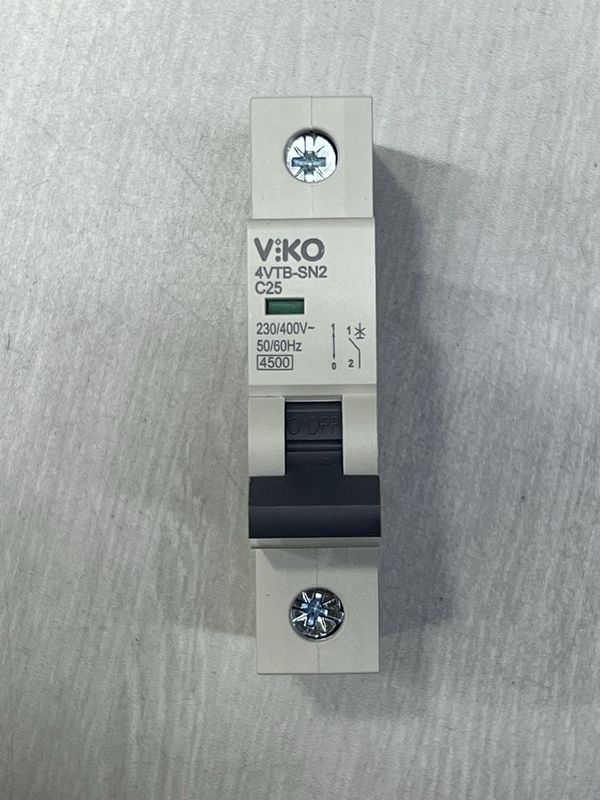 VIKO
4VTB-SN2
C25
230/400V~
50/60Hz
4500
1
0
1
2
O-OFF